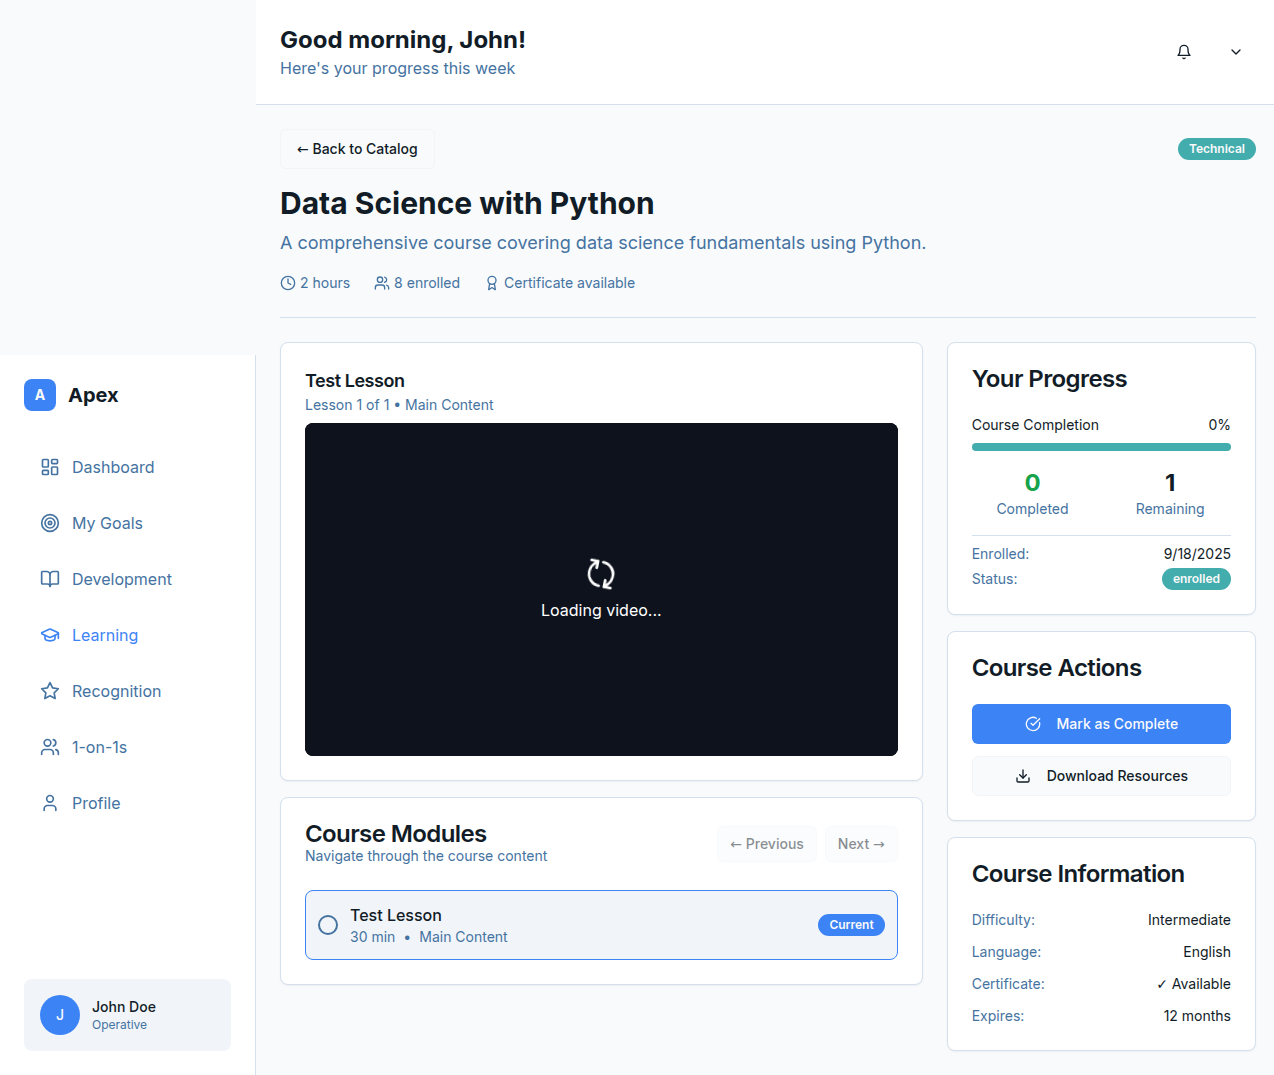 Good morning, John!
Here's your progress this week
← Back to Catalog
Technical
Data Science with Python
A comprehensive course covering data science fundamentals using Python.
2 hours
8 enrolled
Certificate available
A
Apex
Dashboard
My Goals
Development
Learning
Recognition
1-on-1s
Profile
J
John Doe
Operative
Test Lesson
Lesson 1 of 1 • Main Content
Loading video...
Course Modules
Navigate through the course content
← Previous
Next →
Test Lesson
30 min • Main Content
Current
Your Progress
Course Completion 0%
0
Completed
1
Remaining
Enrolled: 9/18/2025
Status: enrolled
Course Actions
Mark as Complete
Download Resources
Course Information
Difficulty: Intermediate
Language: English
Certificate: ✓ Available
Expires: 12 months